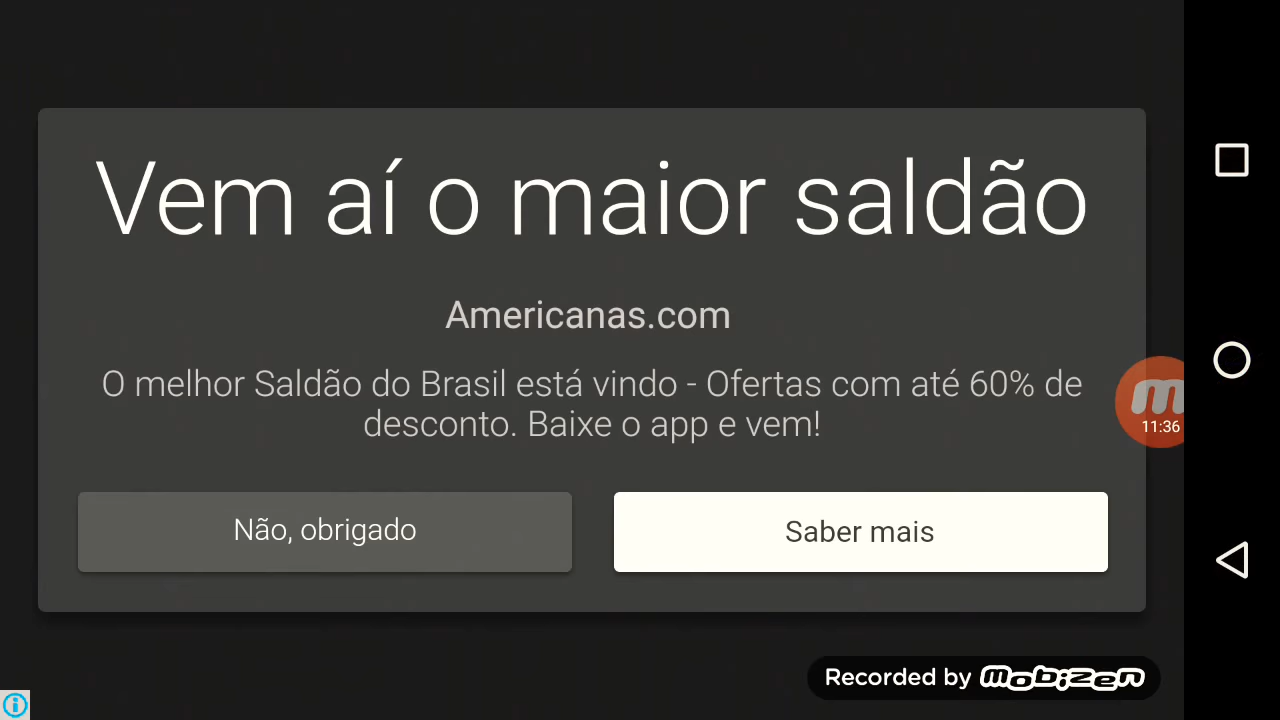 Vem aí o maior saldão
Americanas.com
O melhor Saldão do Brasil está vindo - Ofertas com até 60% de
desconto. Baixe o app e vem!
m
11:36
Não, obrigado
Saber mais
Recorded by mobizen
i